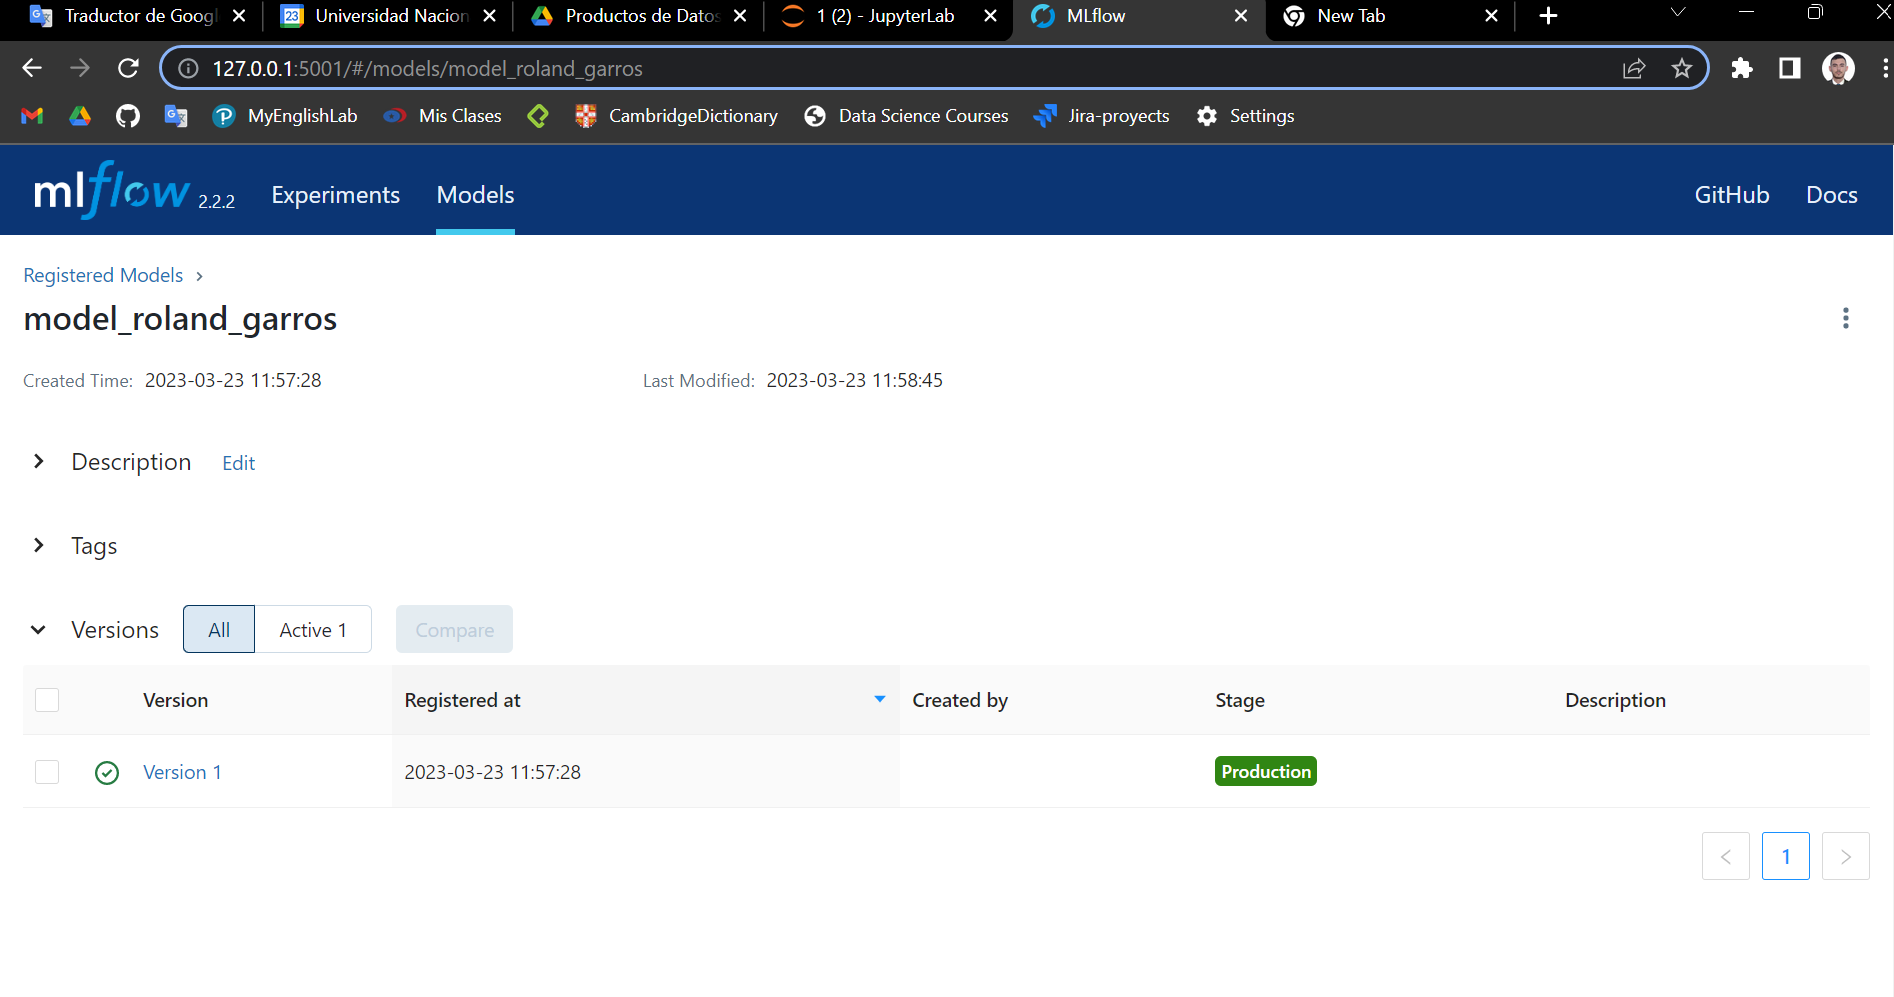 Traductor de Googl
23 Universidad Nacion
Productos de Datos
1 (2) - JupyterLab
MLflow
New Tab
127.0.0.1:5001/#/models/model_roland_garros
MyEnglishLab
Mis Clases
CambridgeDictionary
Data Science Courses
Jira-proyects
Settings
mlflow 2.2.2
Experiments
Models
GitHub
Docs
Registered Models
model_roland_garros
Created Time: 2023-03-23 11:57:28
Last Modified: 2023-03-23 11:58:45
Description Edit
Tags
Versions All Active 1 Compare
Version Registered at Created by Stage Description
Version 1 2023-03-23 11:57:28 Production
1